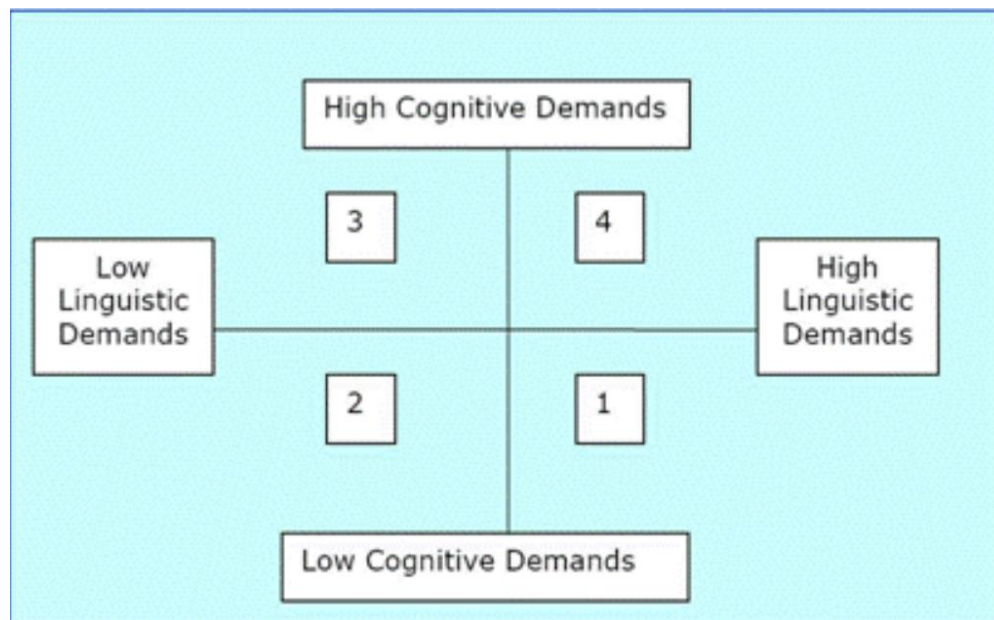 High Cognitive Demands
3
4
Low
Linguistic
Demands
High
Linguistic
Demands
2
1
Low Cognitive Demands